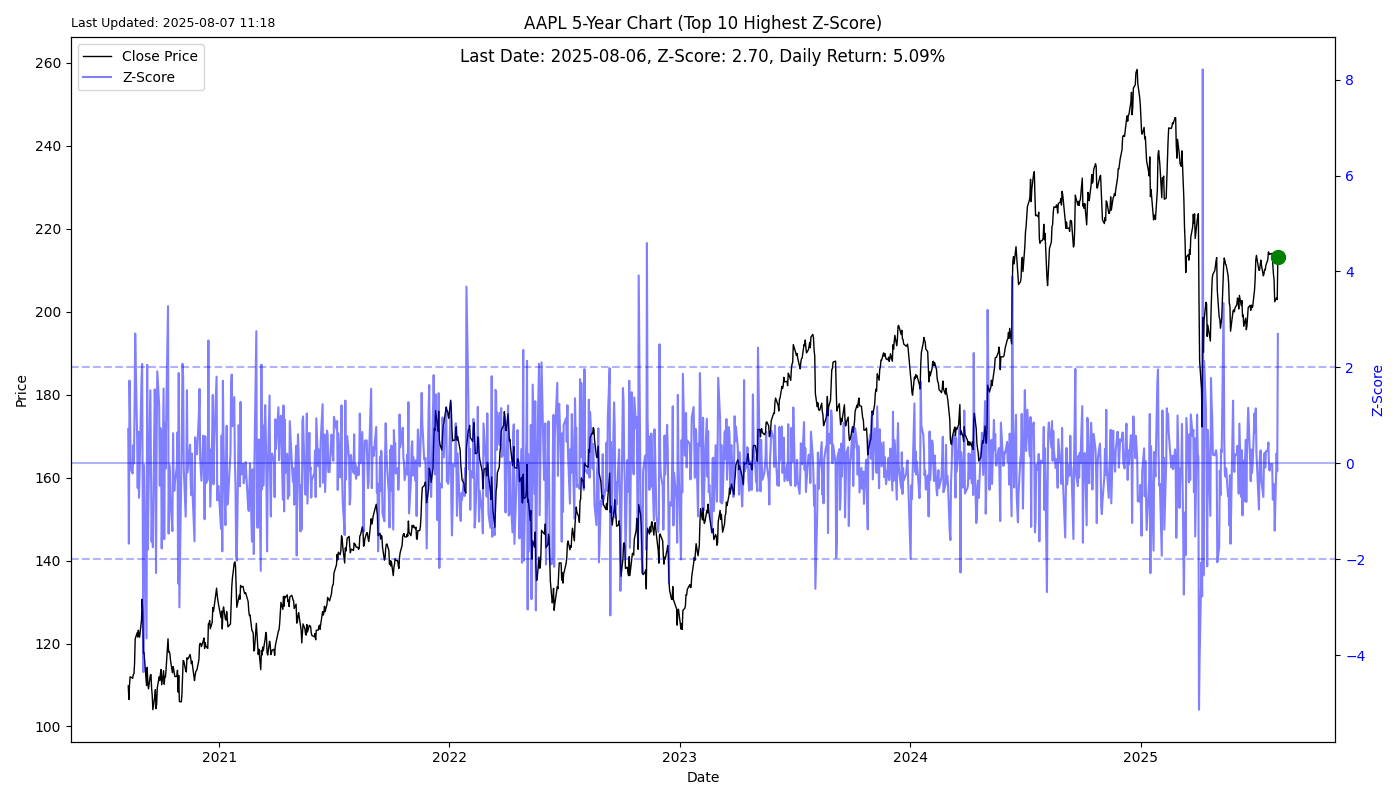 Last Updated: 2025-08-07 11:18
AAPL 5-Year Chart (Top 10 Highest Z-Score)
Last Date: 2025-08-06, Z-Score: 2.70, Daily Return: 5.09%
Close Price
Z-Score
260
240
220
200
180
160
140
120
100
Price
8
6
4
2
0
−2
−4
Z-Score
2021
2022
2023
2024
2025
Date